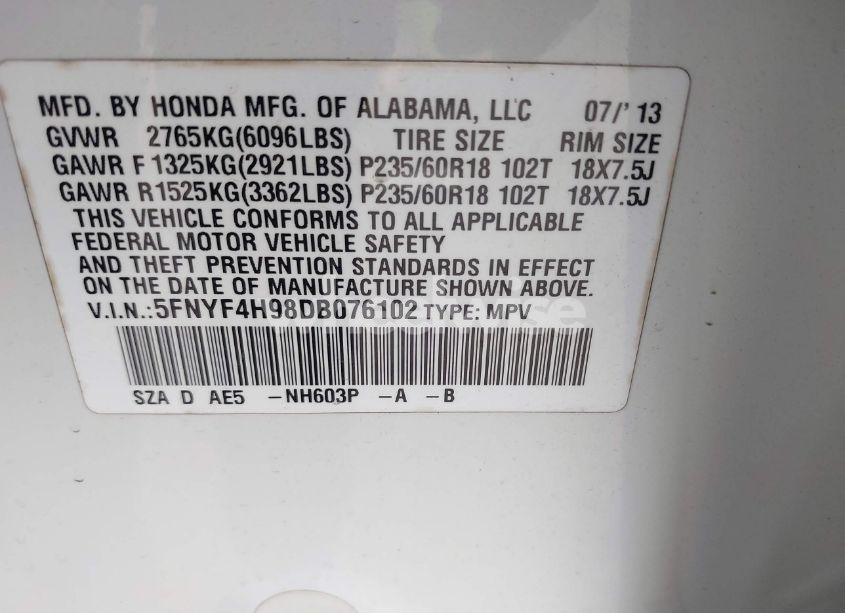 MFD. BY HONDA MFG. OF ALABAMA, LLC 07/'13
GVWR 2765KG(6096LBS) TIRE SIZE RIM SIZE
GAWR F 1325KG(2921LBS) P235/60R18 102T 18X7.5J
GAWR R1525KG(3362LBS) P235/60R18 102T 18X7.5J
THIS VEHICLE CONFORMS TO ALL APPLICABLE
FEDERAL MOTOR VEHICLE SAFETY
AND THEFT PREVENTION STANDARDS IN EFFECT
ON THE DATE OF MANUFACTURE SHOWN ABOVE.
V.I.N.:5FNYF4H98DB076102 TYPE: MPV
SZA D AE5 -NH603P -A -B